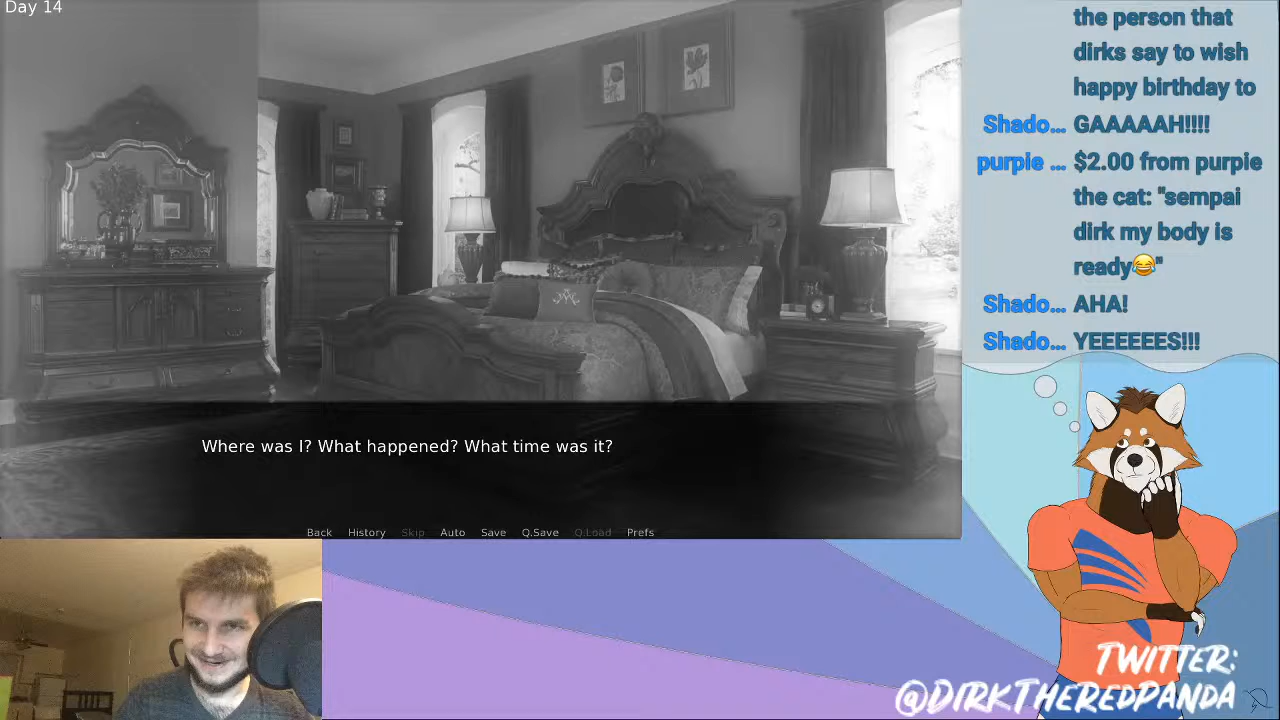 Day 14
the person that
dirks say to wish
happy birthday to
Shado... GAAAAAH!!!!
purpie ... $2.00 from purpie
the cat: "sempai
dirk my body is
ready😂"
Shado... AHA!
Shado... YEEEEEES!!!
Where was I? What happened? What time was it?
Back History Skip Auto Save Q.Save Q.Load Prefs
TWITTER:
@DIRKTHEREDPANDA